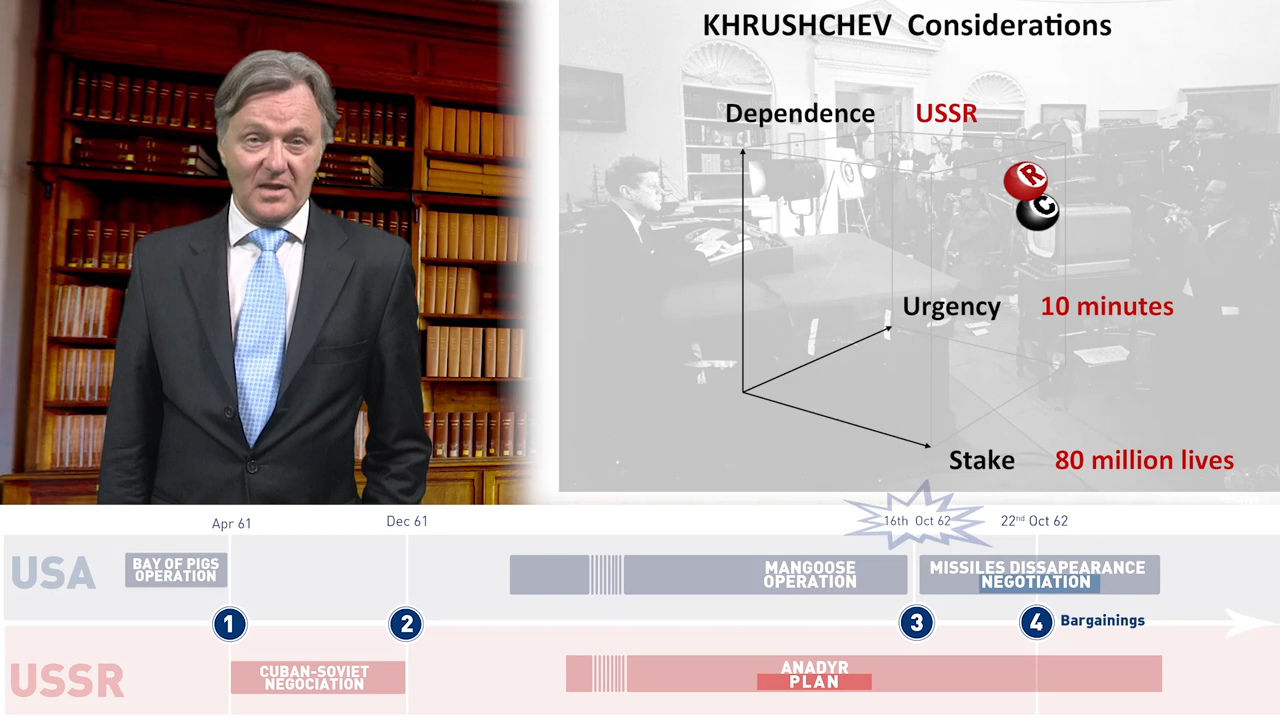 KHRUSHCHEV Considerations
Dependence USSR
R
C
Urgency 10 minutes
Stake 80 million lives
Apr 61
Dec 61
16th Oct 62
22nd Oct 62
USA
BAY OF PIGS
OPERATION
MANGOOSE
OPERATION
MISSILES DISSAPEARANCE
NEGOTIATION
1
2
3
4
Bargainings
USSR
CUBAN-SOVIET
NEGOCIATION
ANADYR
PLAN